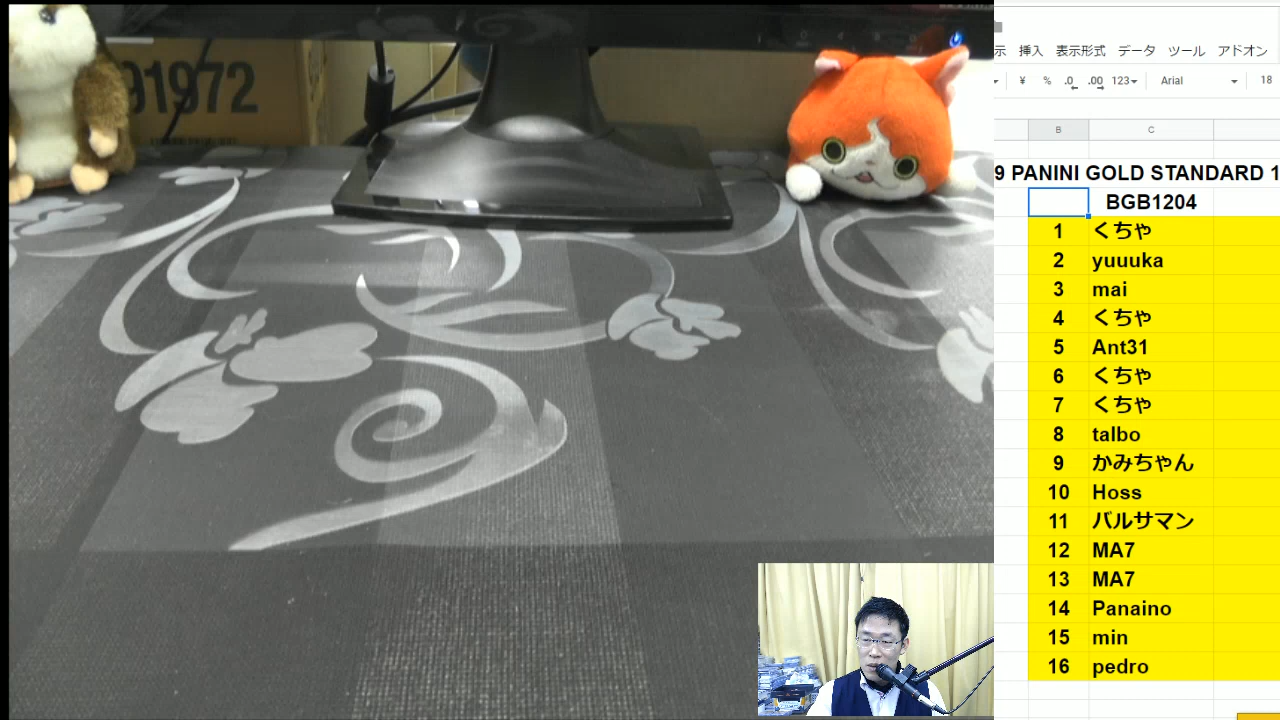 91972
示 挿入 表示形式 データ ツール アドオン
¥ % .0 .00 123 Arial 18
B C
9 PANINI GOLD STANDARD 1
BGB1204
1 くちゃ
2 yuuuka
3 mai
4 くちゃ
5 Ant31
6 くちゃ
7 くちゃ
8 talbo
9 かみちゃん
10 Hoss
11 バルサマン
12 MA7
13 MA7
14 Panaino
15 min
16 pedro